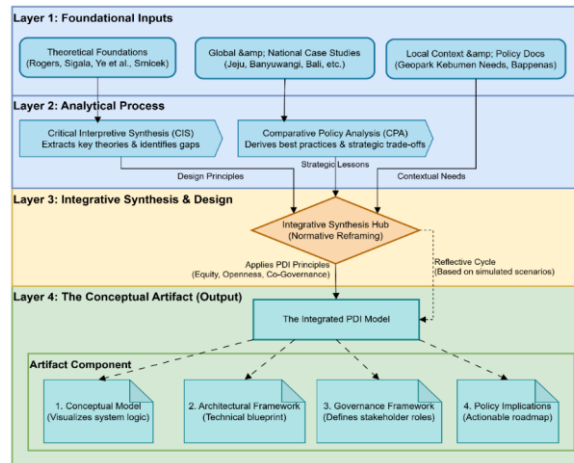 Layer 1: Foundational Inputs
Theoretical Foundations
(Rogers, Sigala, Ye et al., Srnicek)
Global &amp; National Case Studies
(Jeju, Banyuwangi, Bali, etc.)
Local Context &amp; Policy Docs
(Geopark Kebumen Needs, Bappenas)
Layer 2: Analytical Process
Critical Interpretive Synthesis (CIS)
Extracts key theories & identifies gaps
Comparative Policy Analysis (CPA)
Derives best practices & strategic trade-offs
Design Principles
Strategic Lessons
Contextual Needs
Layer 3: Integrative Synthesis & Design
Integrative Synthesis Hub
(Normative Reframing)
Applies PDI Principles
(Equity, Openness, Co-Governance)
Reflective Cycle
(Based on simulated scenarios)
Layer 4: The Conceptual Artifact (Output)
The Integrated PDI Model
Artifact Component
1. Conceptual Model
(Visualizes system logic)
2. Architectural Framework
(Technical blueprint)
3. Governance Framework
(Defines stakeholder roles)
4. Policy Implications
(Actionable roadmap)